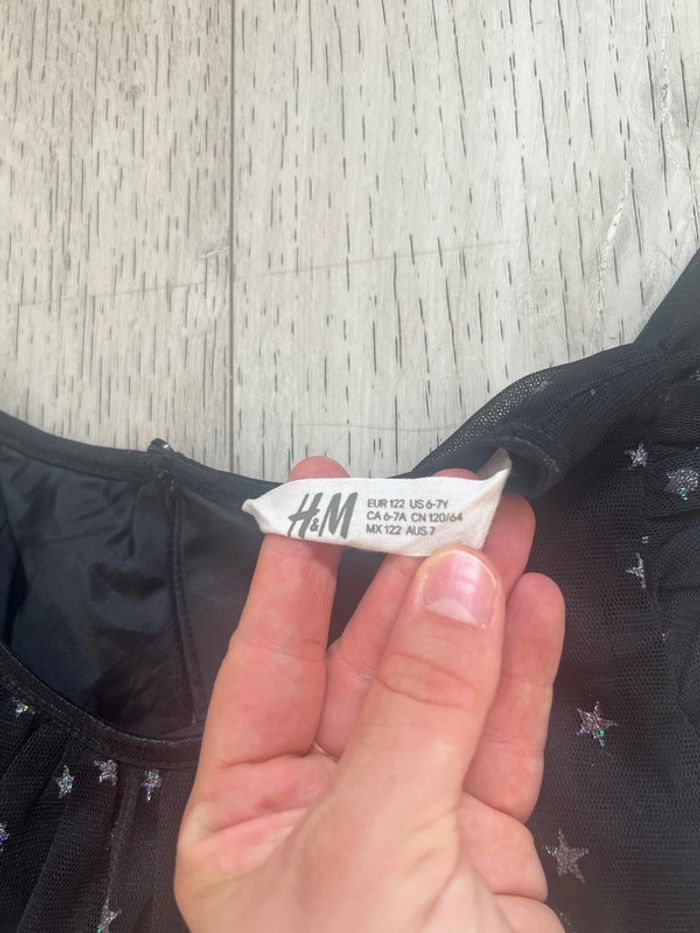 H&M
EUR 122 US 6-7Y
CA 6-7A CN 120/64
MX 122 AUS 7